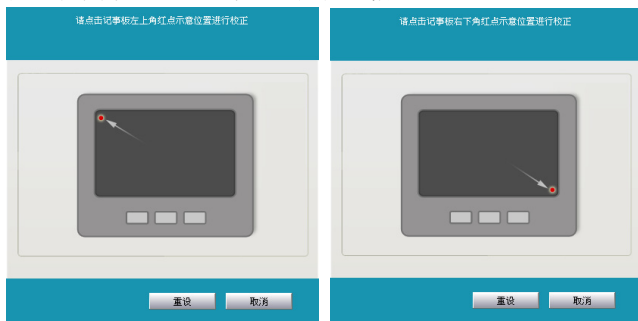 请点击记事板左上角红点示意位置进行校正
重设 取消
请点击记事板右下角红点示意位置进行校正
重设 取消